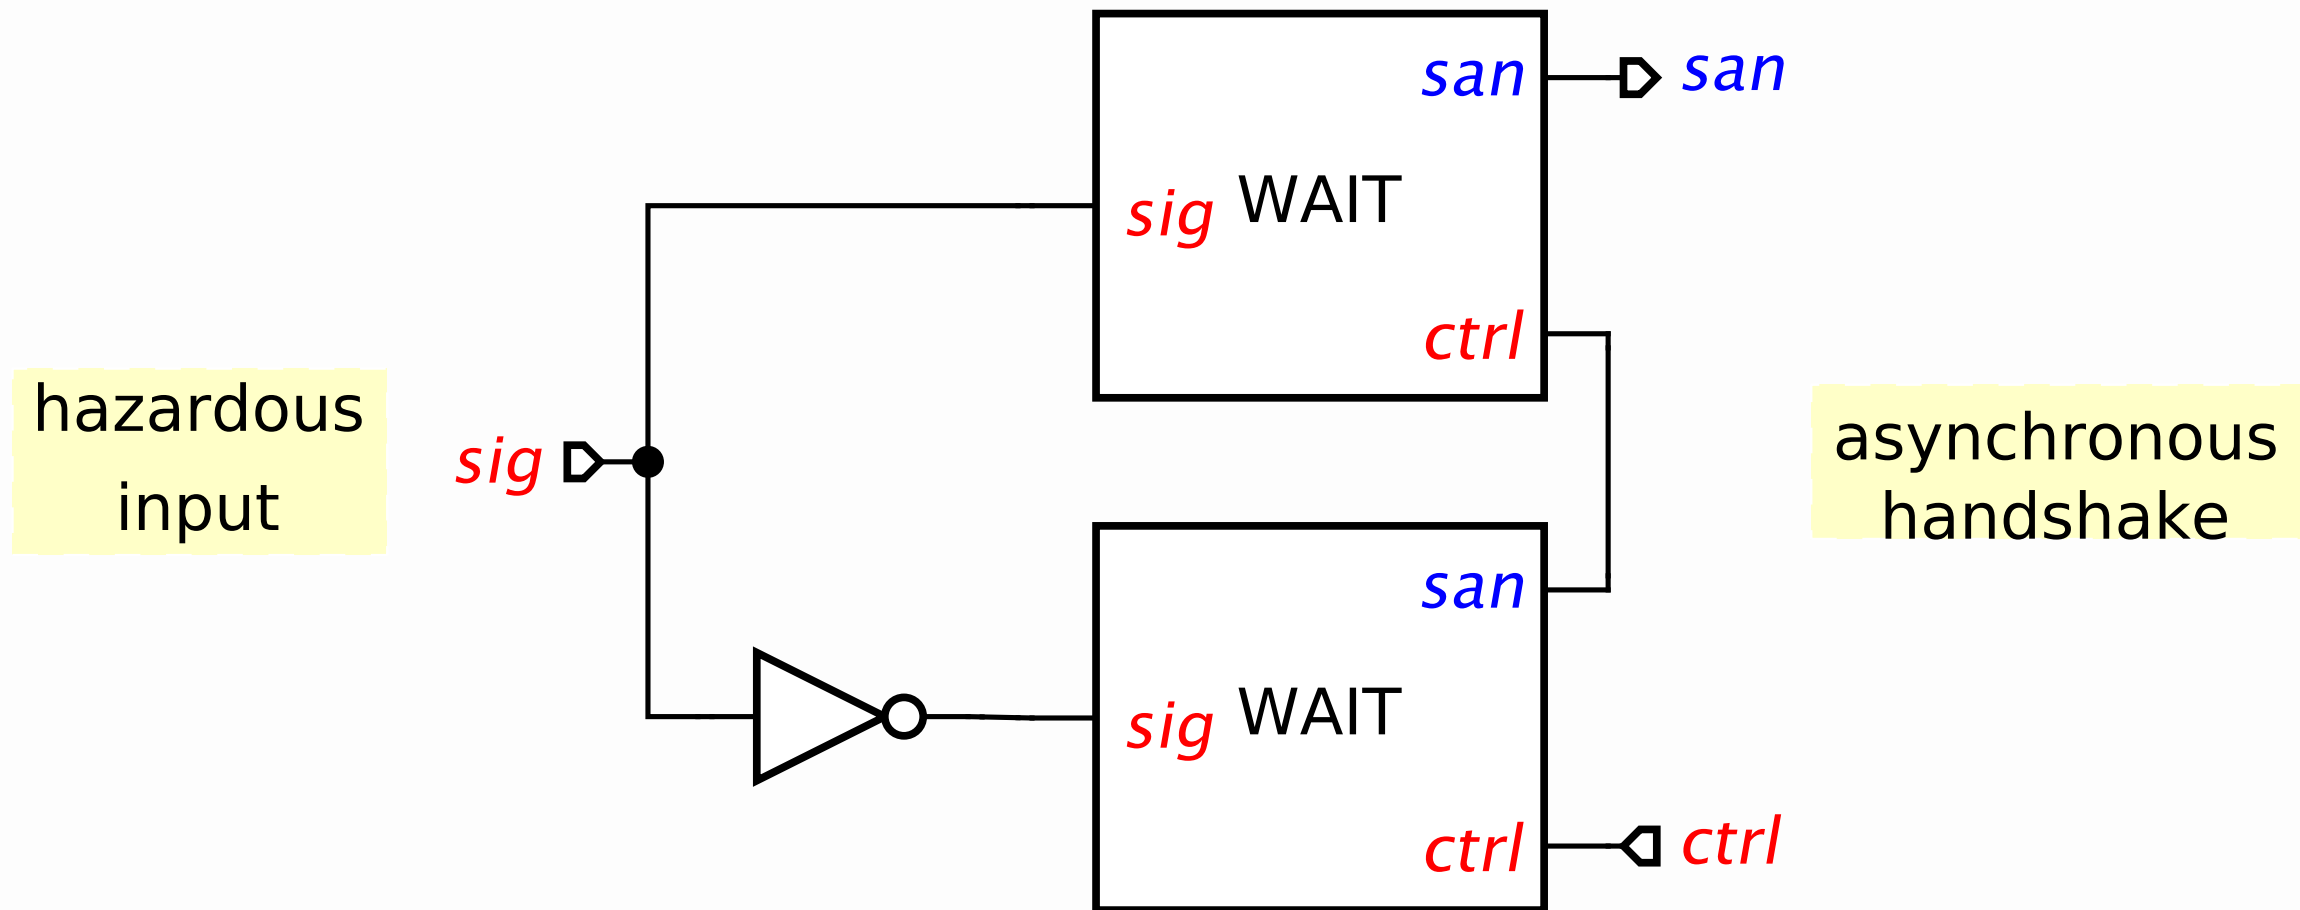 san
san
sig WAIT
ctrl
hazardous
input
sig
asynchronous
handshake
san
sig WAIT
ctrl
ctrl